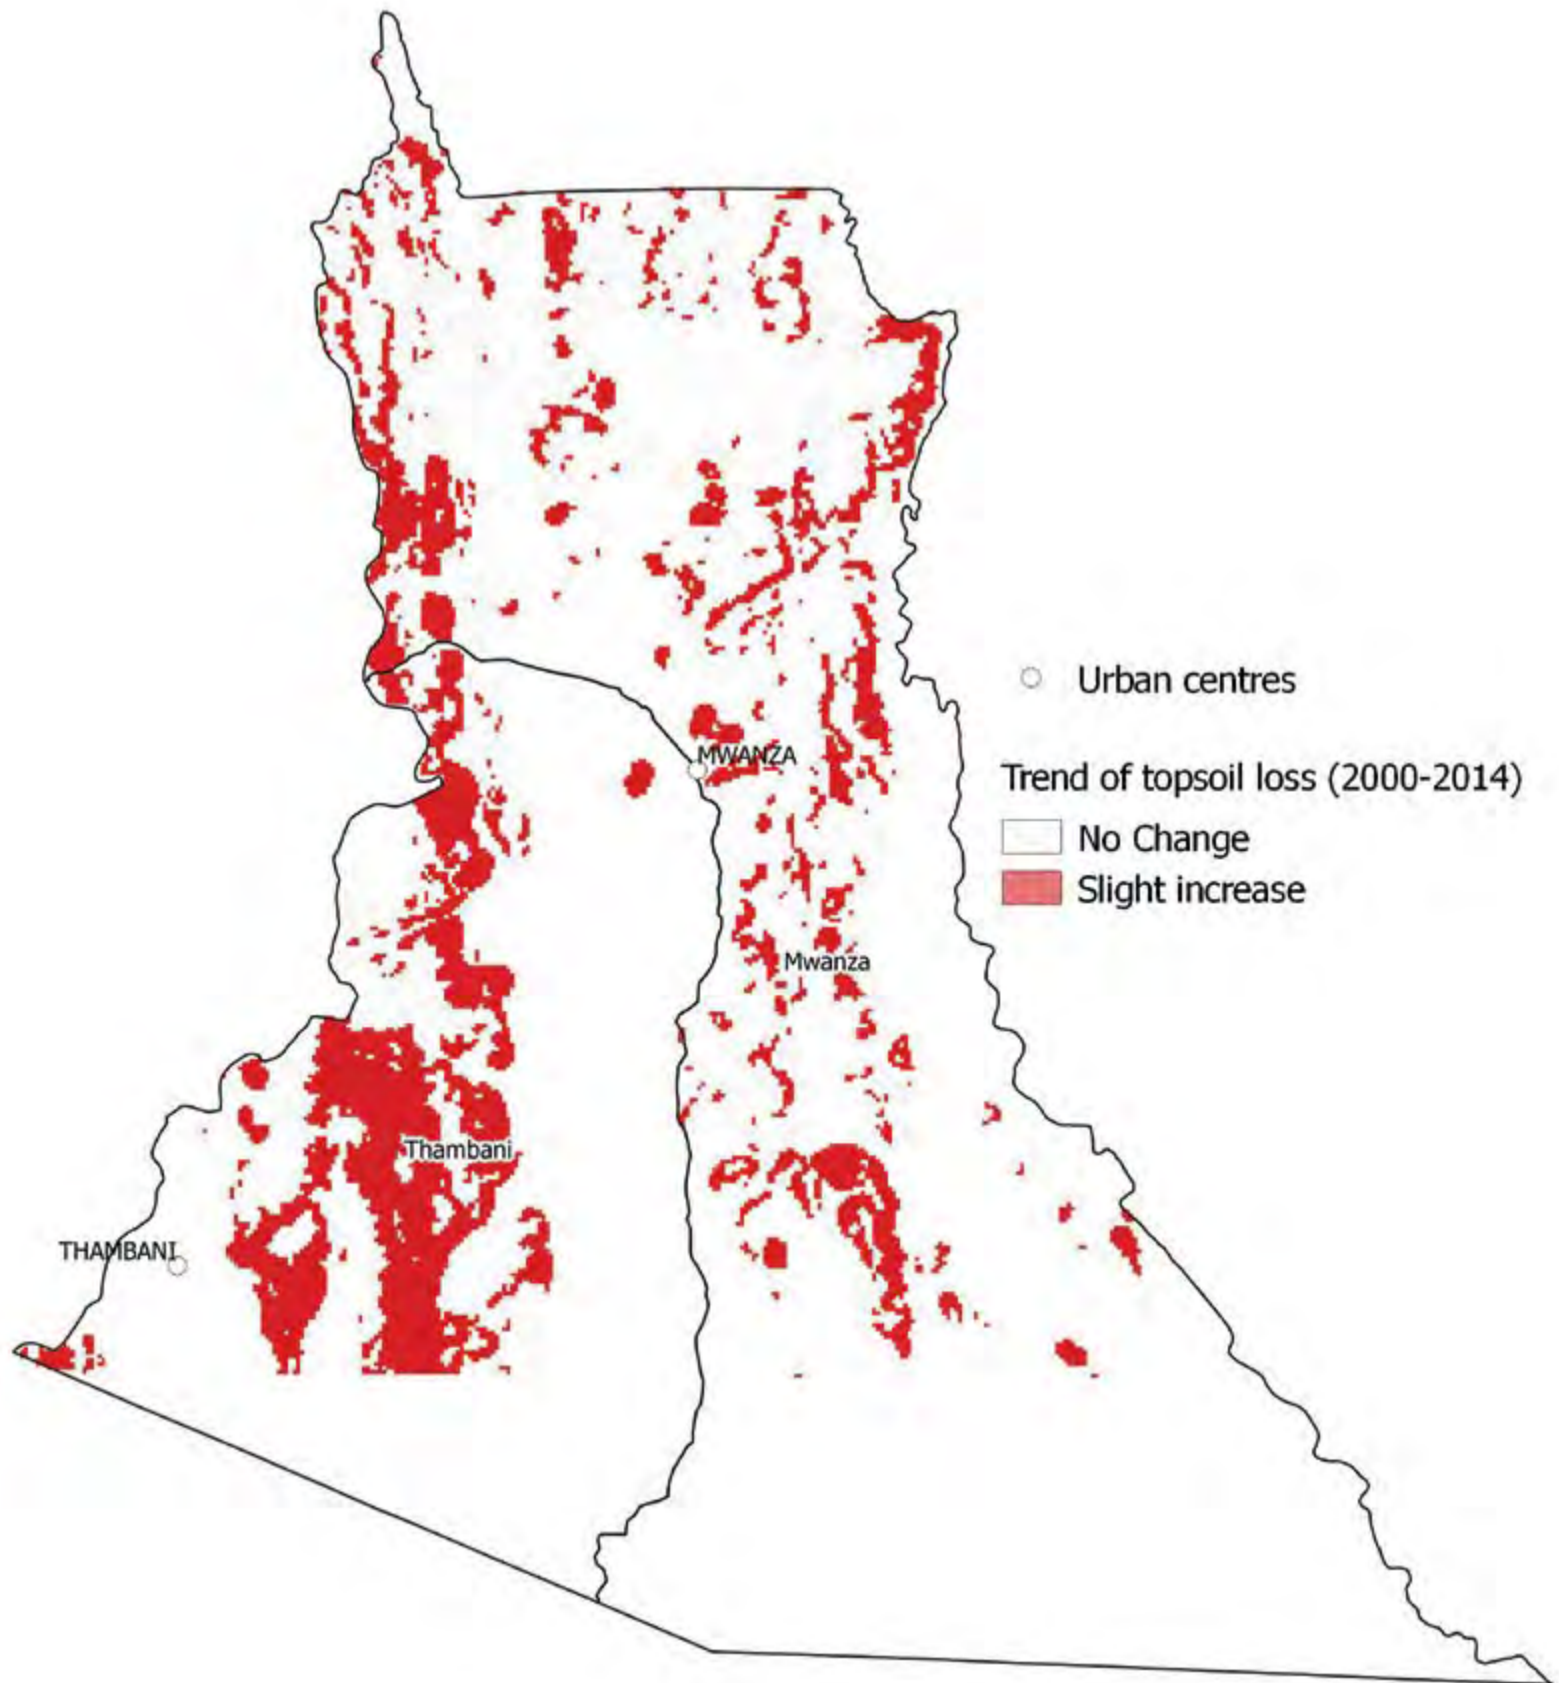 Urban centres
MWANZA
Trend of topsoil loss (2000-2014)
No Change
Slight increase
Mwanza
Thambani
THAMBANI